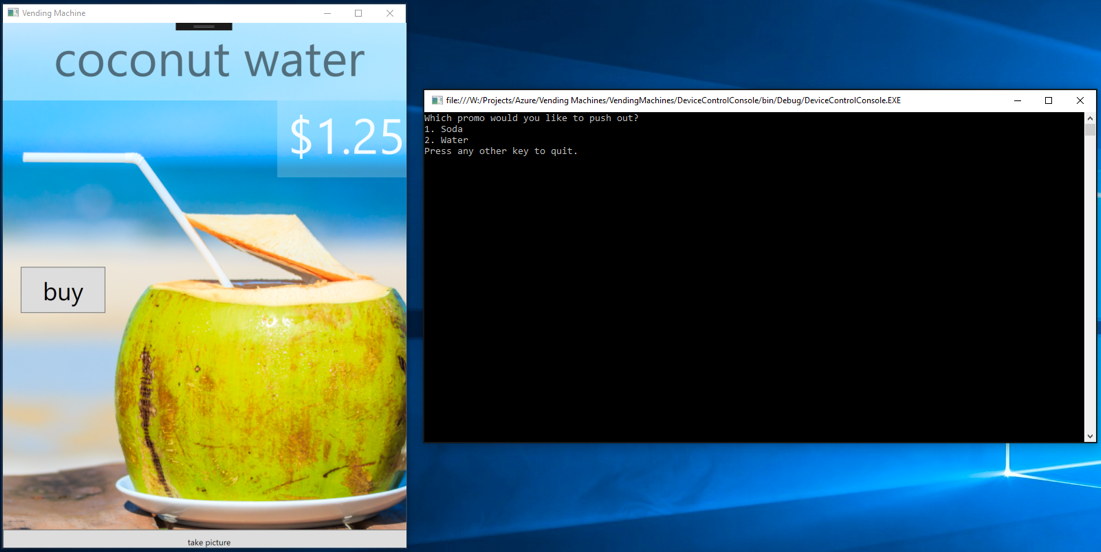 Vending Machine
coconut water
$1.25
buy
take picture
file:///W:/Projects/Azure/Vending Machines/VendingMachines/DeviceControlConsole/bin/Debug/DeviceControlConsole.EXE
Which promo would you like to push out?
1. Soda
2. Water
Press any other key to quit.